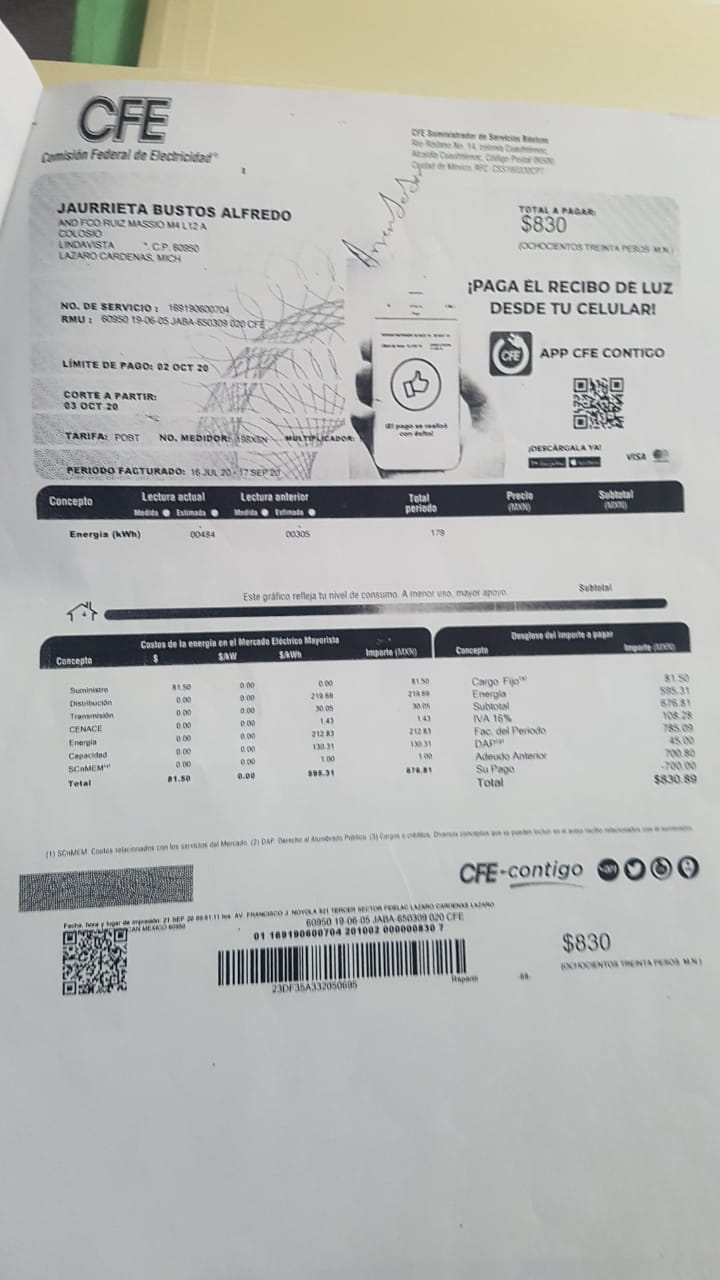 CFE
Comisión Federal de Electricidad
CFE Suministrador de Servicios Básicos
Río Ródano No. 14, colonia Cuauhtémoc,
Alcaldía Cuauhtémoc, Código Postal 06500,
Ciudad de México. RFC:
JAURRIETA BUSTOS ALFREDO
AND FCO RUIZ MASSIO M4 L12 A
COLOSIO
LINDAVISTA *. C.P. 60950
LAZARO CARDENAS, MICH
TOTAL A PAGAR:
$830
(OCHOCIENTOS TREINTA PESOS M.N.)
NO. DE SERVICIO : 169190600704
RMU : 60950 19-06-05 JABA-650309 020 CFE
LÍMITE DE PAGO: 02 OCT 20
CORTE A PARTIR:
03 OCT 20
TARIFA: PDBT NO. MEDIDOR: MULTIPLICADOR:
PERIODO FACTURADO: 16 JUL 20 - 17 SEP 20
¡El pago se realizó
con éxito!
¡PAGA EL RECIBO DE LUZ
DESDE TU CELULAR!
CFE APP CFE CONTIGO
¡DESCÁRGALA YA!
VISA
Concepto Lectura actual Lectura anterior Total periodo Precio (MXN) Subtotal (MXN)
Medida Estimada Medida Estimada
Energía (kWh) 00484 00305 179
Subtotal
Este gráfico refleja tu nivel de consumo. A menor uso, mayor apoyo
Costos de la energía en el Mercado Eléctrico Mayorista
Concepto $ $/kW $/kWh Importe (MXN)
Suministro 81.50 0.00 0.00 81.50
Distribución 0.00 0.00 219.69 219.69
Transmisión 0.00 0.00 30.05 30.05
CENACE 0.00 0.00 1.43 1.43
Energía 0.00 0.00 212.83 212.83
Capacidad 0.00 0.00 130.31 130.31
SCnMEM(1) 0.00 0.00 1.00 1.00
Total 81.50 0.00 595.31 676.81
Desglose del importe a pagar
Concepto Importe (MXN)
Cargo Fijo 81.50
Energía 595.31
Subtotal 676.81
IVA 16% 108.28
Fac. del Periodo 785.09
DAP(2) 45.00
Adeudo Anterior 700.80
Su Pago -700.00
Total $830.89
(1) SCnMEM: Costos relacionados con los servicios del Mercado. (2) DAP: Derecho al Alumbrado Público. (3) Cargos o créditos: Diversos conceptos que se pueden incluir en el aviso recibo relacionados con el suministro.
CFE-contigo
Fecha, hora y lugar de impresión: 21 SEP 20 hrs AV. FRANCISCO J. NOYOLA 821 TERCER SECTOR FIDELAC LAZARO CARDENAS LAZARO
MEXICO 60950
60950 19-06-05 JABA-650309 020 CFE
01 169190600704 201002 000000830 7
23DF35A332050695
Repartir
$830
(OCHOCIENTOS TREINTA PESOS M.N.)